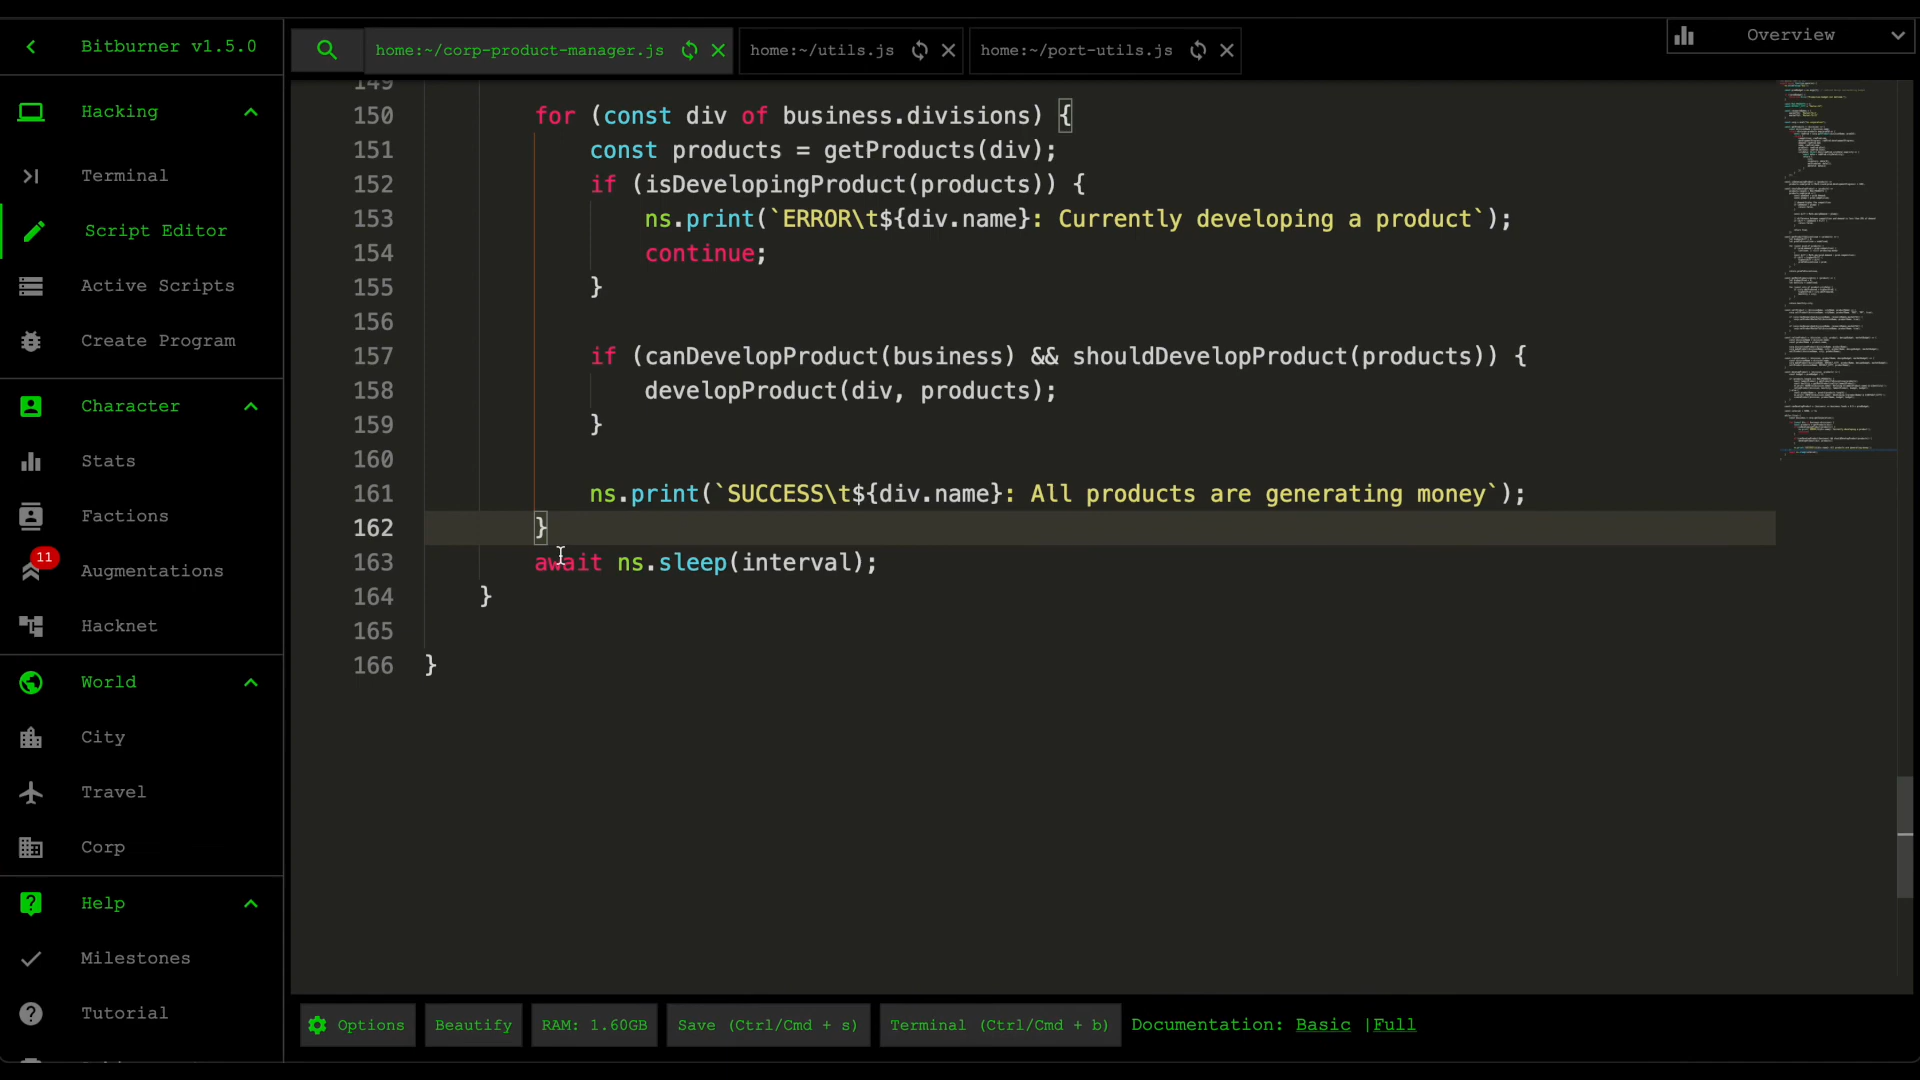 Bitburner v1.5.0
Hacking
Terminal
Script Editor
Active Scripts
Create Program
Character
Stats
Factions
11
Augmentations
Hacknet
World
City
Travel
Corp
Help
Milestones
Tutorial
home:~/corp-product-manager.js
home:~/utils.js
home:~/port-utils.js
Overview
149
150 for (const div of business.divisions) {
151 const products = getProducts(div);
152 if (isDevelopingProduct(products)) {
153 ns.print(`ERROR\t${div.name}: Currently developing a product`);
154 continue;
155 }
156
157 if (canDevelopProduct(business) && shouldDevelopProduct(products)) {
158 developProduct(div, products);
159 }
160
161 ns.print(`SUCCESS\t${div.name}: All products are generating money`);
162 }
163 await ns.sleep(interval);
164 }
165
166 }
Options
Beautify
RAM: 1.60GB
Save (Ctrl/Cmd + s)
Terminal (Ctrl/Cmd + b)
Documentation: Basic |Full